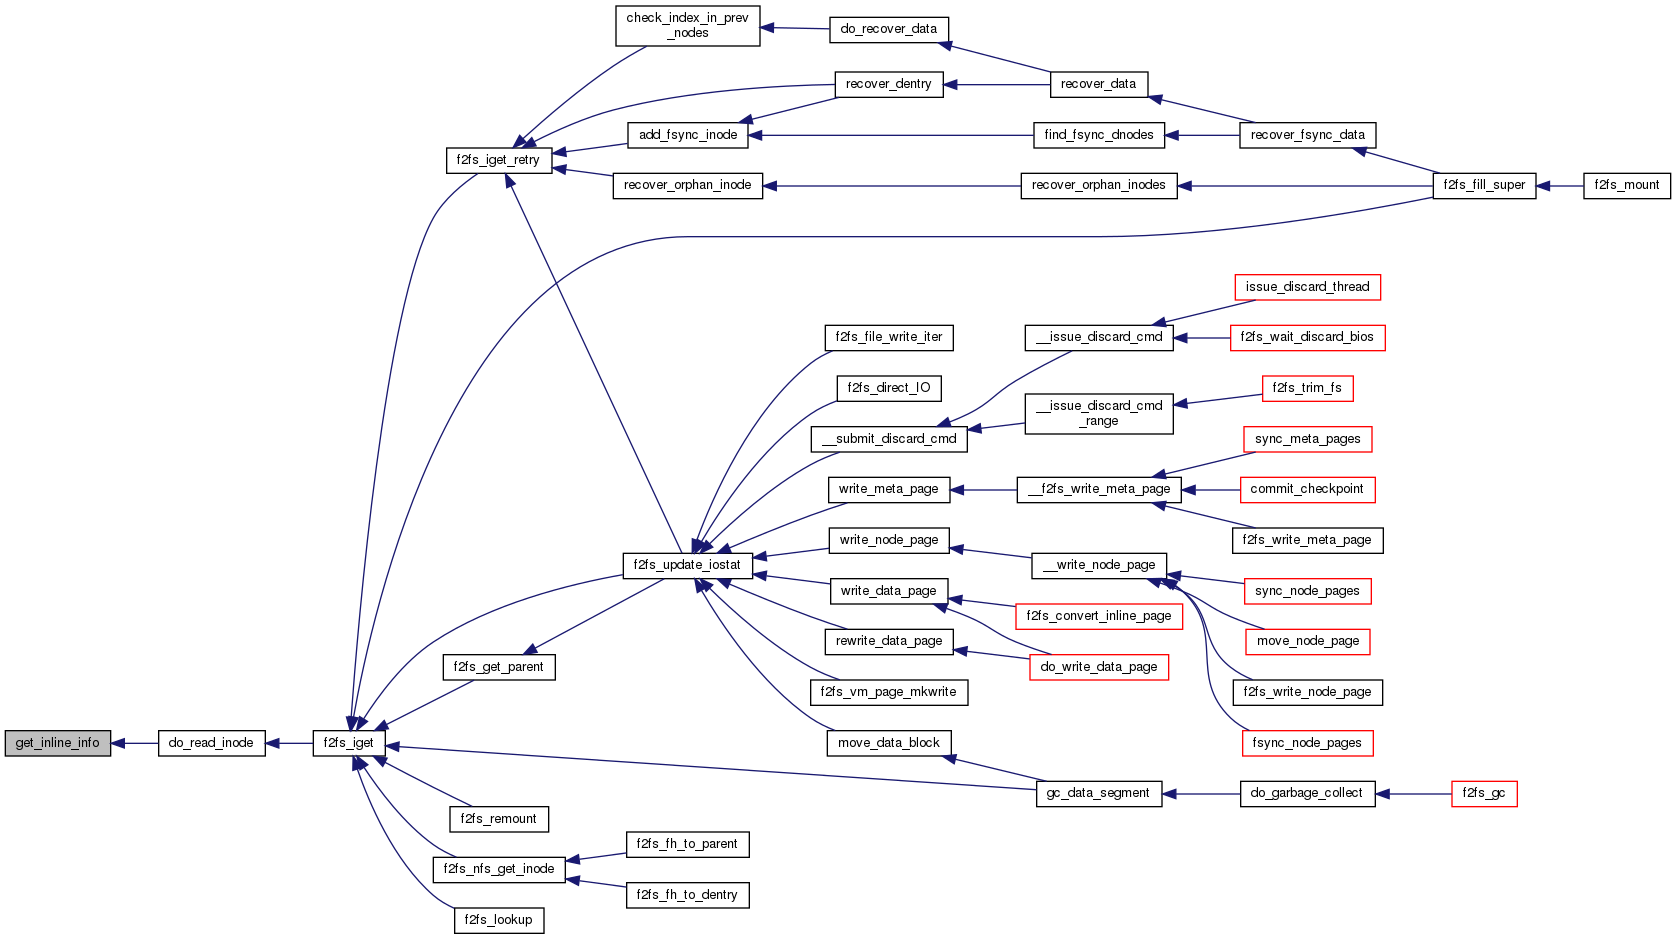 check_index_in_prev
_nodes
do_recover_data
recover_dentry
recover_data
add_fsync_inode
find_fsync_dnodes
recover_fsync_data
f2fs_iget_retry
recover_orphan_inode
recover_orphan_inodes
f2fs_fill_super
f2fs_mount
issue_discard_thread
f2fs_file_write_iter
__issue_discard_cmd
f2fs_wait_discard_bios
f2fs_direct_IO
f2fs_trim_fs
__issue_discard_cmd
_range
__submit_discard_cmd
sync_meta_pages
write_meta_page
__f2fs_write_meta_page
commit_checkpoint
write_node_page
f2fs_write_meta_page
f2fs_update_iostat
__write_node_page
write_data_page
sync_node_pages
f2fs_convert_inline_page
rewrite_data_page
move_node_page
f2fs_get_parent
do_write_data_page
f2fs_vm_page_mkwrite
f2fs_write_node_page
get_inline_info
do_read_inode
f2fs_iget
move_data_block
fsync_node_pages
gc_data_segment
do_garbage_collect
f2fs_gc
f2fs_remount
f2fs_fh_to_parent
f2fs_nfs_get_inode
f2fs_fh_to_dentry
f2fs_lookup